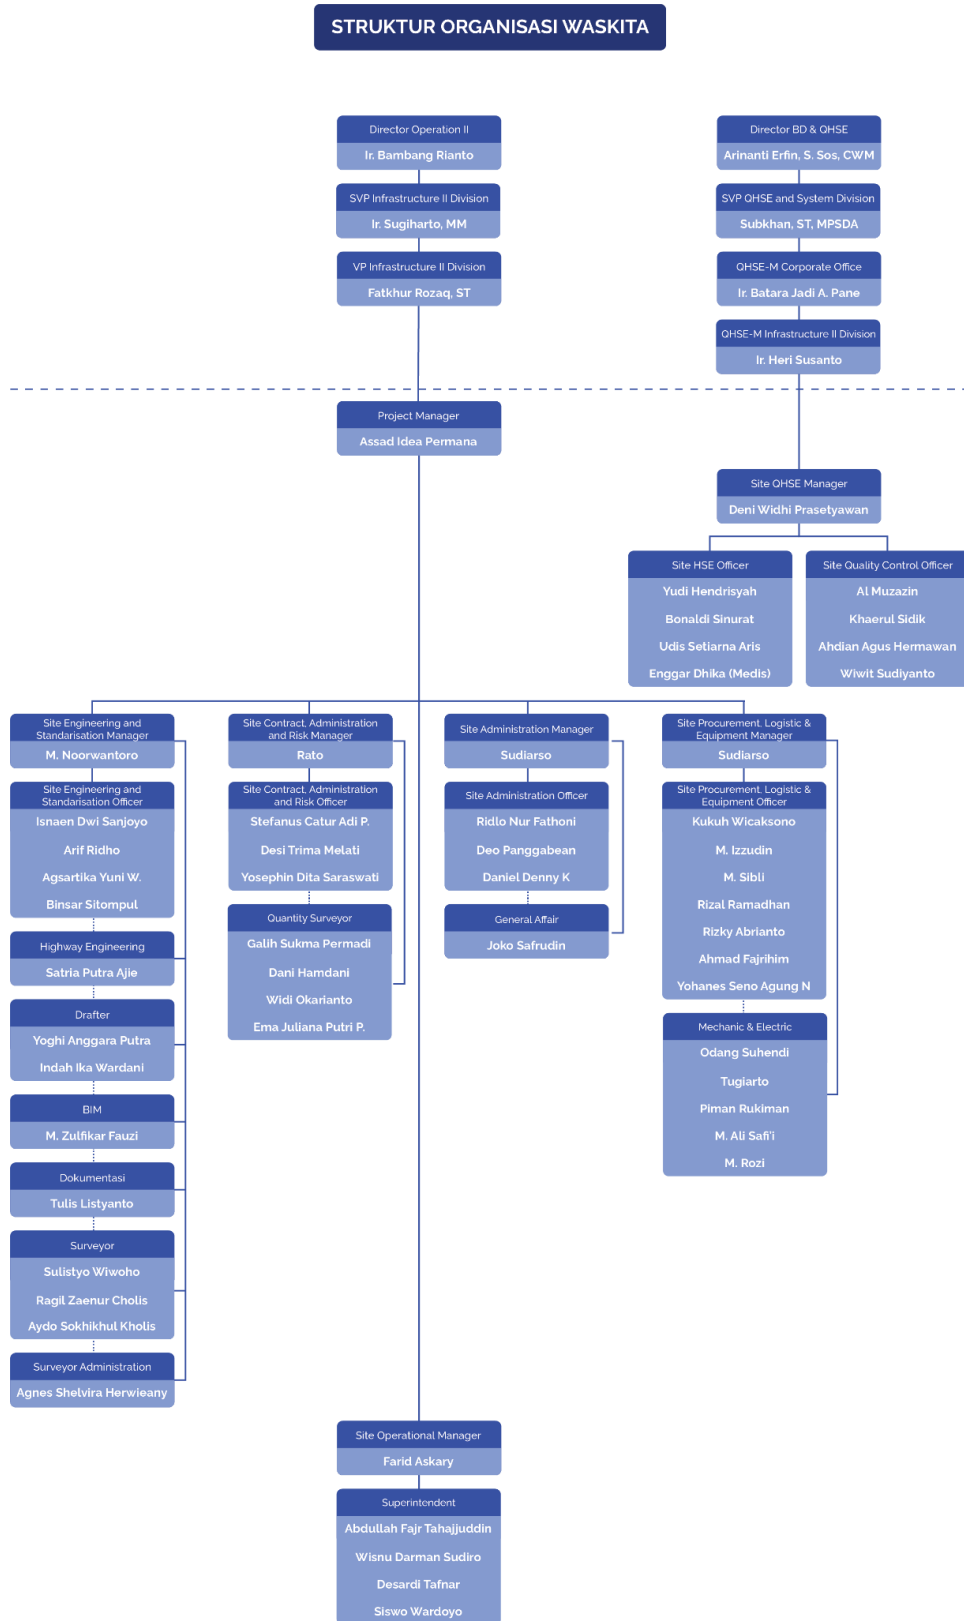 STRUKTUR ORGANISASI WASKITA
Director Operation II
Ir. Bambang Rianto
SVP Infrastructure II Division
Ir. Sugiharto, MM
VP Infrastructure II Division
Fatkhur Rozaq, ST
Director BD & QHSE
Arinanti Erfin, S. Sos, CWM
SVP QHSE and System Division
Subkhan, ST, MPSDA
QHSE-M Corporate Office
Ir. Batara Jadi A. Pane
QHSE-M Infrastructure II Division
Ir. Heri Susanto
Project Manager
Assad Idea Permana
Site QHSE Manager
Deni Widhi Prasetyawan
Site HSE Officer
Yudi Hendrisyah
Bonaldi Sinurat
Udis Setiarna Aris
Enggar Dhika (Medis)
Site Quality Control Officer
Al Muzazin
Khaerul Sidik
Ahdian Agus Hermawan
Wiwit Sudiyanto
Site Engineering and
Standarisation Manager
M. Noorwantoro
Site Engineering and
Standarisation Officer
Isnaen Dwi Sanjoyo
Arif Ridho
Agsartika Yuni W.
Binsar Sitompul
Highway Engineering
Satria Putra Ajie
Drafter
Yoghi Anggara Putra
Indah Ika Wardani
BIM
M. Zulfikar Fauzi
Dokumentasi
Tulis Listyanto
Surveyor
Sulistyo Wiwoho
Ragil Zaenur Cholis
Aydo Sokhikhul Kholis
Surveyor Administration
Agnes Shelvira Herwieany
Site Contract, Administration
and Risk Manager
Rato
Site Contract, Administration
and Risk Officer
Stefanus Catur Adi P.
Desi Trima Melati
Yosephin Dita Saraswati
Quantity Surveyor
Galih Sukma Permadi
Dani Hamdani
Widi Okarianto
Ema Juliana Putri P.
Site Administration Manager
Sudiarso
Site Administration Officer
Ridlo Nur Fathoni
Deo Panggabean
Daniel Denny K
General Affair
Joko Safrudin
Site Procurement, Logistic &
Equipment Manager
Sudiarso
Site Procurement, Logistic &
Equipment Officer
Kukuh Wicaksono
M. Izzudin
M. Sibli
Rizal Ramadhan
Rizky Abrianto
Ahmad Fajrihim
Yohanes Seno Agung N
Mechanic & Electric
Odang Suhendi
Tugiarto
Piman Rukiman
M. Ali Safi'i
M. Rozi
Site Operational Manager
Farid Askary
Superintendent
Abdullah Fajr Tahajjuddin
Wisnu Darman Sudiro
Desardi Tafnar
Siswo Wardoyo